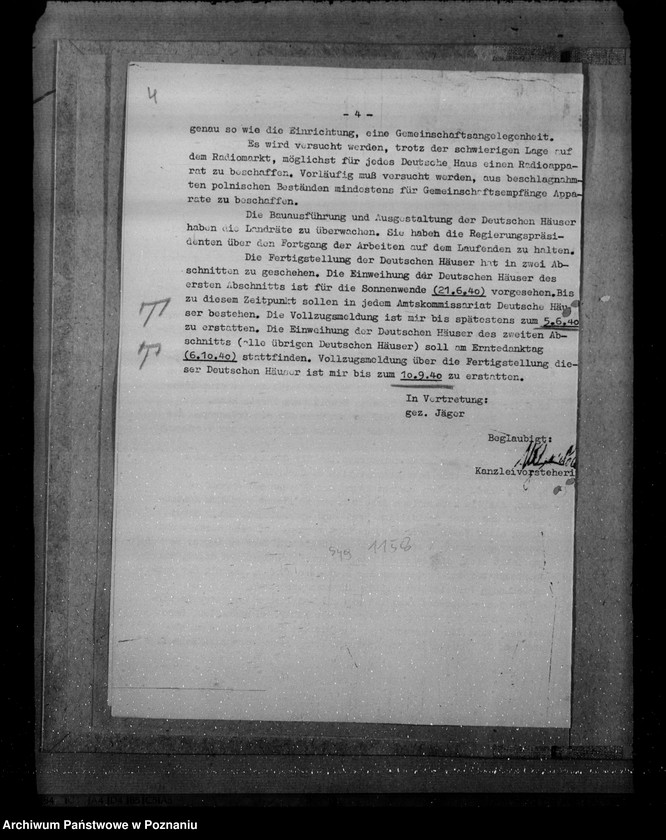 4
- 4 -
genau so wie die Einrichtung, eine Gemeinschaftsangelegenheit.
Es wird versucht werden, trotz der schwierigen Lage auf
dem Radiomarkt, möglichst für jedes Deutsche Haus einen Radioappa-
rat zu beschaffen. Vorläufig muß versucht werden, aus beschlagnahm-
ten polnischen Beständen mindestens für Gemeinschaftsempfänge Appa-
rate zu beschaffen.
Die Bauausführung und Ausgestaltung der Deutschen Häuser
haben die Landräte zu überwachen. Sie haben die Regierungspräsi-
denten über den Fortgang der Arbeiten auf dem Laufenden zu halten.
Die Fertigstellung der Deutschen Häuser hat in zwei Ab-
schnitten zu geschehen. Die Einweihung der Deutschen Häuser des
ersten Abschnitts ist für die Sonnenwende (21.6.40) vorgesehen. Bis
zu diesem Zeitpunkt sollen in jedem Amtskommissariat Deutsche Häu
ser bestehen. Die Vollzugsmeldung ist mir bis spätestens zum 5.6.40
zu erstatten. Die Einweihung der Deutschen Häuser des zweiten Ab-
schnitts (alle übrigen Deutschen Häuser) soll am Erntedanktag
(6.10.40) stattfinden. Vollzugsmeldung über die Fertigstellung die-
ser Deutschen Häuser ist mir bis zum 10.9.40 zu erstatten.
In Vertretung:
gez. Jäger
Beglaubigt:
Kanzleivorsteheri
1158
Archiwum Państwowe w Poznaniu